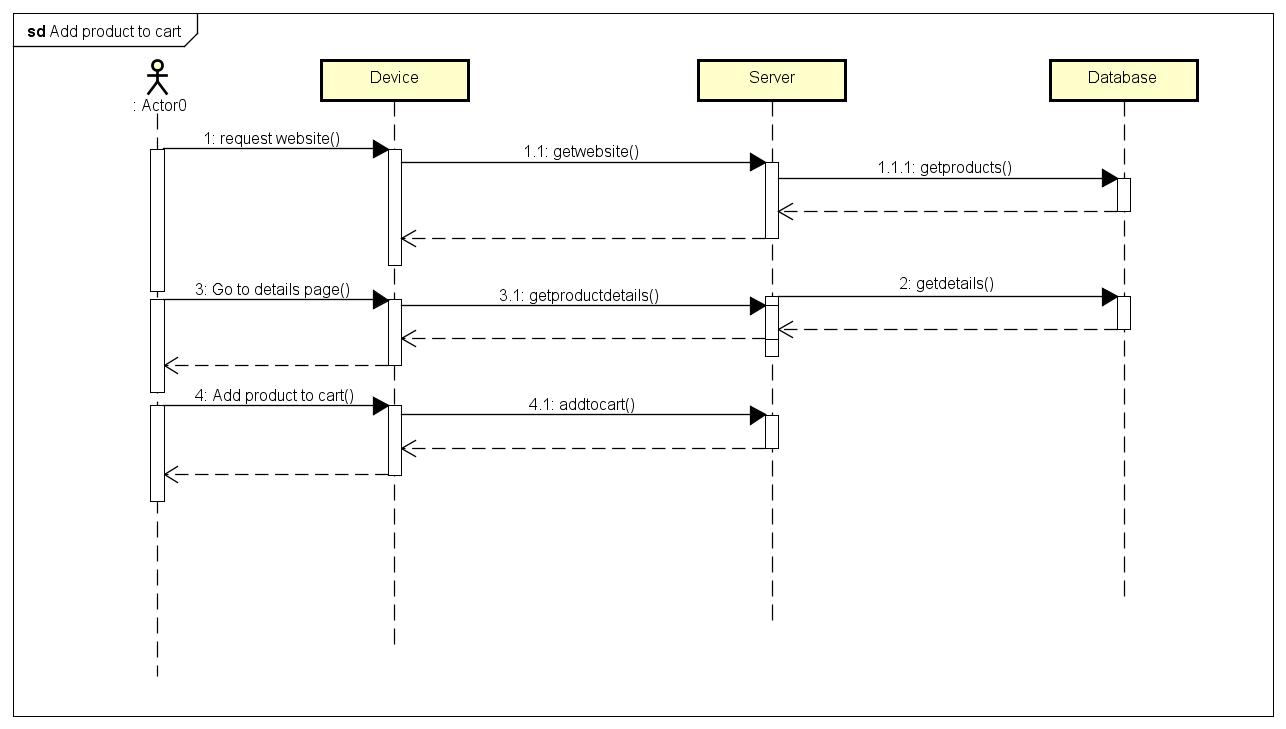 sd Add product to cart
: Actor0
Device
Server
Database
1: request website()
1.1: getwebsite()
1.1.1: getproducts()
3: Go to details page()
3.1: getproductdetails()
2: getdetails()
4: Add product to cart()
4.1: addtocart()